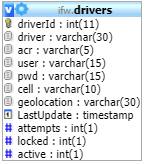 ifw.drivers
driverId : int(11)
driver : varchar(30)
acr : varchar(5)
user : varchar(15)
pwd : varchar(15)
cell : varchar(10)
geolocation : varchar(30)
LastUpdate : timestamp
attempts : int(1)
locked : int(1)
active : int(1)